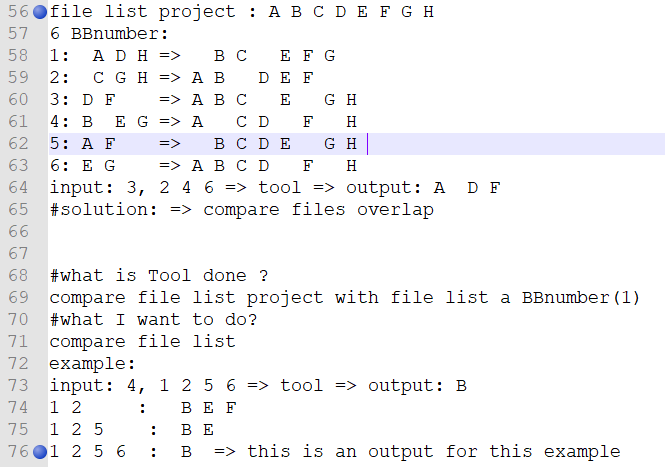 56 file list project : A B C D E F G H
57 6 BBnumber:
58 1:  A D H =>   B C   E F G
59 2:  C G H => A B   D E F
60 3: D F    => A B C   E   G H
61 4: B  E G => A   C D   F   H
62 5: A F    =>   B C D E   G H
63 6: E G    => A B C D   F   H
64 input: 3, 2 4 6 => tool => output: A  D F
65 #solution: => compare files overlap
66
67
68 #what is Tool done ?
69 compare file list project with file list a BBnumber(1)
70 #what I want to do?
71 compare file list
72 example:
73 input: 4, 1 2 5 6 => tool => output: B
74 1 2     :   B E F
75 1 2 5    :  B E
76 1 2 5 6  :  B  => this is an output for this example